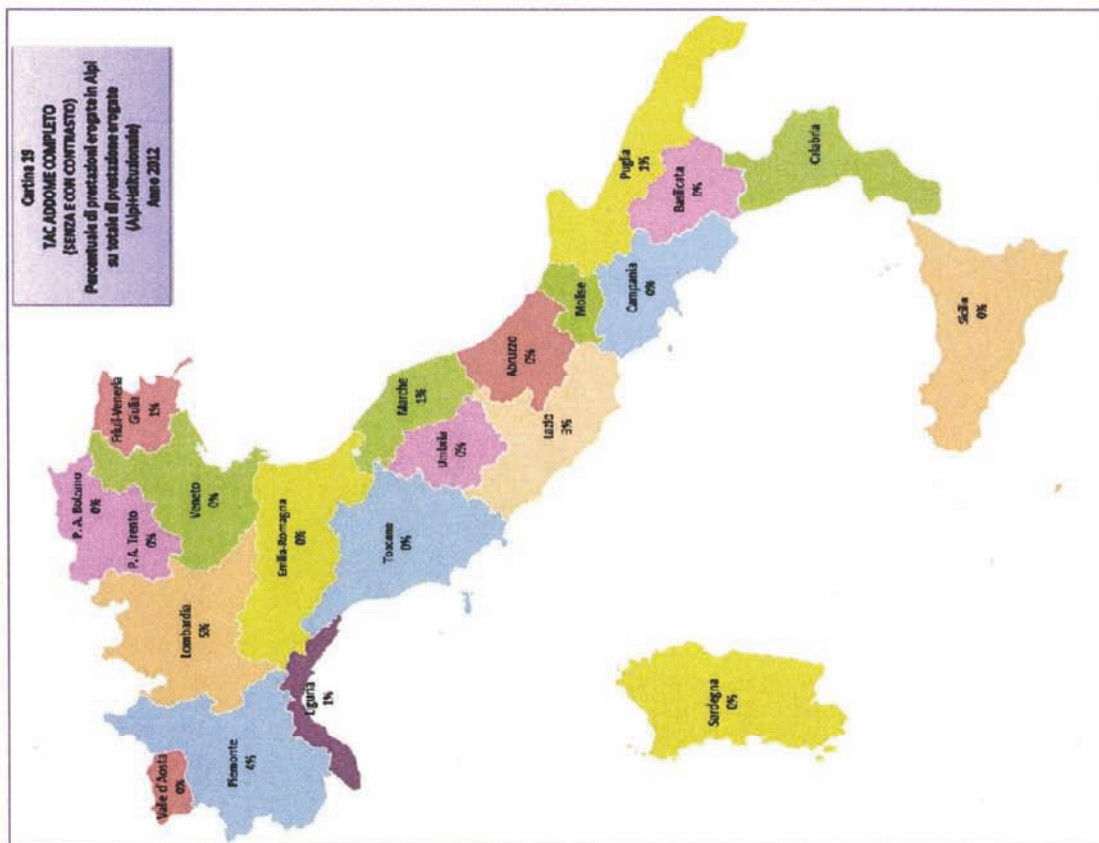 Cartina 19
TAC ADDOME COMPLETO
(SENZA E CON CONTRASTO)
Percentuale di prestazioni erogate in Alpi
su totale di prestazione erogate
(Alpi+Istituzionale)
Anno 2012
P. A. Bolzano
0%
P. A. Trento
0%
Friuli-Venezia
Giulia
1%
Veneto
0%
Lombardia
5%
Valle d'Aosta
0%
Piemonte
4%
Liguria
1%
Emilia-Romagna
0%
Toscana
0%
Marche
1%
Umbria
0%
Lazio
3%
Abruzzo
0%
Molise
Campania
0%
Puglia
1%
Basilicata
0%
Calabria
Sicilia
0%
Sardegna
0%